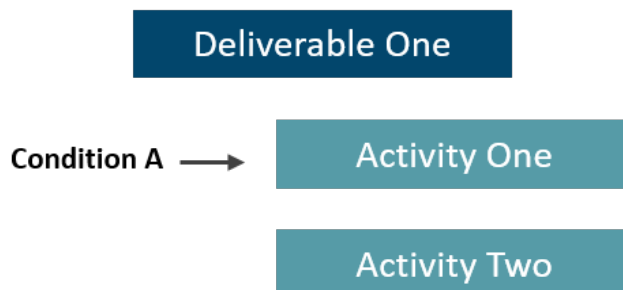 Deliverable One
Condition A
Activity One
Activity Two